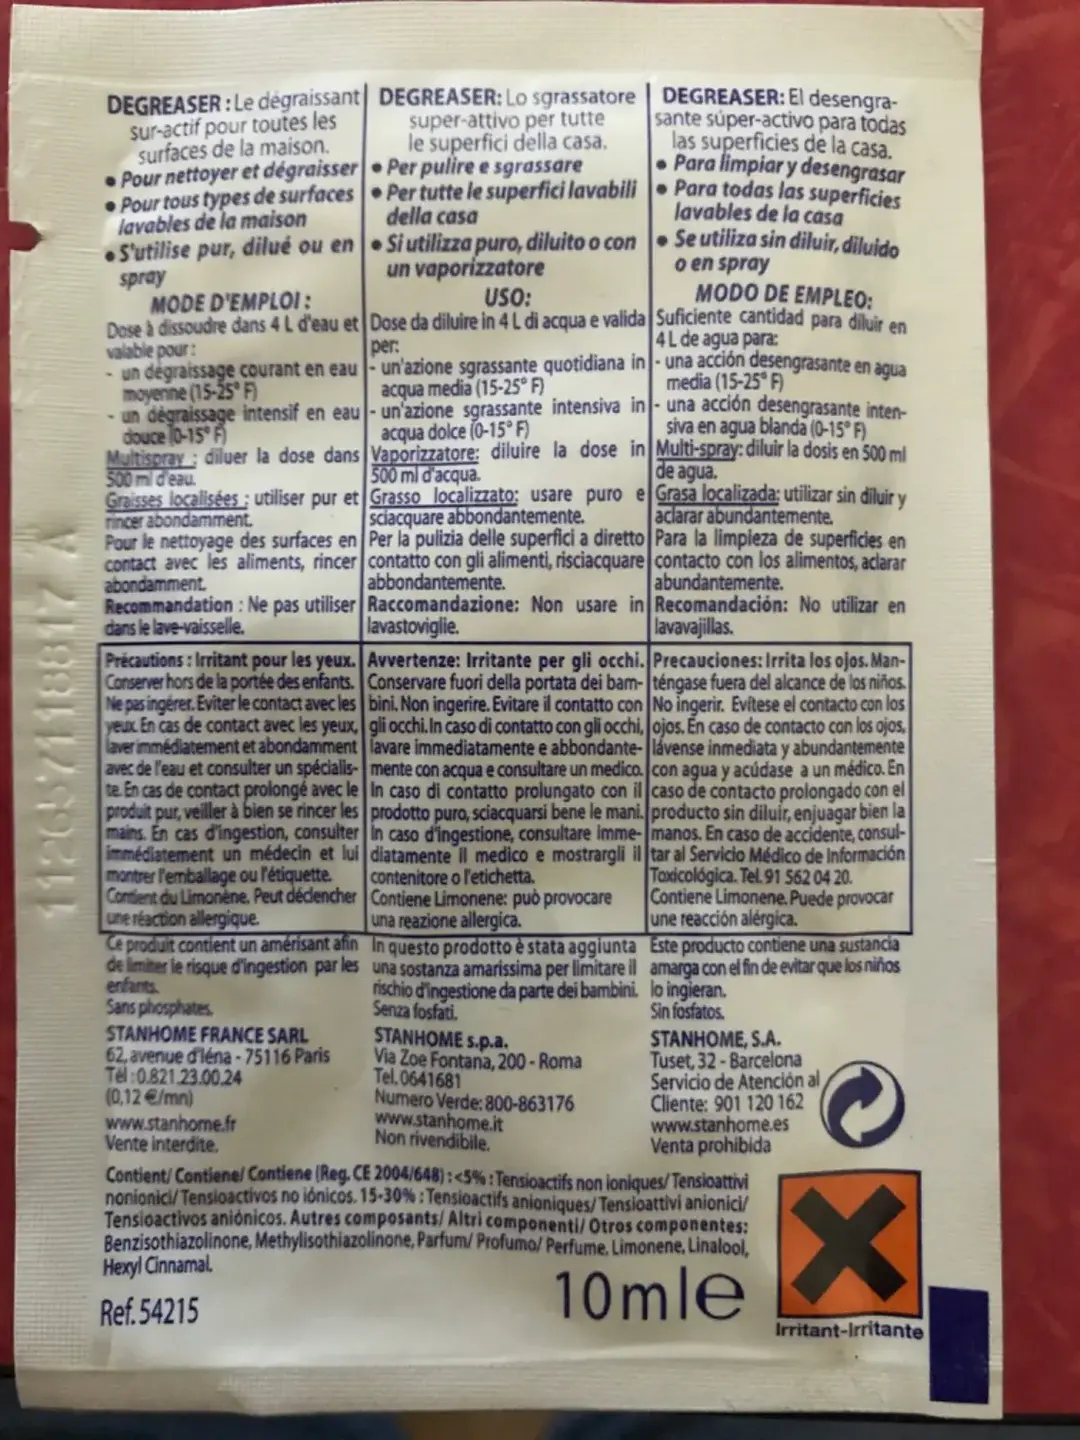 DEGREASER : Le dégraissant
sur-actif pour toutes les
surfaces de la maison.
• Pour nettoyer et dégraisser
• Pour tous types de surfaces
lavables de la maison
• S'utilise pur, dilué ou en
spray
MODE D'EMPLOI :
Dose à dissoudre dans 4 L d'eau et
valable pour :
- un dégraissage courant en eau
moyenne (15-25° F)
- un dégraissage intensif en eau
douce (0-15° F)
Multispray : diluer la dose dans
500 ml d'eau.
Graisses localisées : utiliser pur et
rincer abondamment.
Pour le nettoyage des surfaces en
contact avec les aliments, rincer
abondamment.
Recommandation : Ne pas utiliser
dans le lave-vaisselle.
Précautions : Irritant pour les yeux.
Conserver hors de la portée des enfants.
Ne pas ingérer. Eviter le contact avec les
yeux. En cas de contact avec les yeux,
laver immédiatement et abondamment
avec de l'eau et consulter un spécialis-
te. En cas de contact prolongé avec le
produit pur, veiller à bien se rincer les
mains. En cas d'ingestion, consulter
immédiatement un médecin et lui
montrer l'emballage ou l'étiquette.
Contient du Limonène. Peut déclencher
une réaction allergique.
Ce produit contient un amérisant afin
de limiter le risque d'ingestion par les
enfants.
Sans phosphates.
STANHOME FRANCE SARL
62, avenue d'Iéna - 75116 Paris
Tél : 0.821.23.00.24
(0,12 €/mn)
www.stanhome.fr
Vente interdite.
DEGREASER: Lo sgrassatore
super-attivo per tutte
le superfici della casa.
• Per pulire e sgrassare
• Per tutte le superfici lavabili
della casa
• Si utilizza puro, diluito o con
un vaporizzatore
USO:
Dose da diluire in 4 L di acqua e valida
per:
- un'azione sgrassante quotidiana in
acqua media (15-25° F)
- un'azione sgrassante intensiva in
acqua dolce (0-15° F)
Vaporizzatore: diluire la dose in
500 ml d'acqua.
Grasso localizzato: usare puro e
sciacquare abbondantemente.
Per la pulizia delle superfici a diretto
contatto con gli alimenti, risciacquare
abbondantemente.
Raccomandazione: Non usare in
lavastoviglie.
Avvertenze: Irritante per gli occhi.
Conservare fuori della portata dei bam-
bini. Non ingerire. Evitare il contatto con
gli occhi. In caso di contatto con gli occhi,
lavare immediatamente e abbondante-
mente con acqua e consultare un medico.
In caso di contatto prolungato con il
prodotto puro, sciacquarsi bene le mani.
In caso d'ingestione, consultare imme-
diatamente il medico e mostrargli il
contenitore o l'etichetta.
Contiene Limonene: può provocare
una reazione allergica.
In questo prodotto è stata aggiunta
una sostanza amarissima per limitare il
rischio d'ingestione da parte dei bambini.
Senza fosfati.
STANHOME s.p.a.
Via Zoe Fontana, 200 - Roma
Tel. 0641681
Numero Verde: 800-863176
www.stanhome.it
Non rivendibile.
DEGREASER: El desengra-
sante súper-activo para todas
las superficies de la casa.
• Para limpiar y desengrasar
• Para todas las superficies
lavables de la casa
• Se utiliza sin diluir, diluido
o en spray
MODO DE EMPLEO:
Suficiente cantidad para diluir en
4 L de agua para:
- una acción desengrasante en agua
media (15-25° F)
- una acción desengrasante inten-
siva en agua blanda (0-15° F)
Multi-spray: diluir la dosis en 500 ml
de agua.
Grasa localizada: utilizar sin diluir y
aclarar abundantemente.
Para la limpieza de superficies en
contacto con los alimentos, aclarar
abundantemente.
Recomandación: No utilizar en
lavavajillas.
Precauciones: Irrita los ojos. Man-
téngase fuera del alcance de los niños.
No ingerir. Evítese el contacto con los
ojos. En caso de contacto con los ojos,
lávense inmediata y abundantemente
con agua y acúdase a un médico. En
caso de contacto prolongado con el
producto sin diluir, enjuagar bien la
manos. En caso de accidente, consul-
tar al Servicio Médico de Información
Toxicológica. Tel. 91 562 04 20.
Contiene Limonene. Puede provocar
une reacción alérgica.
Este producto contiene una sustancia
amarga con el fin de evitar que los niños
lo ingieran.
Sin fosfatos.
STANHOME, S.A.
Tuset, 32 - Barcelona
Servicio de Atención al
Cliente: 901 120 162
www.stanhome.es
Venta prohibida
Contient/ Contiene/ Contiene (Reg. CE 2004/648) : <5% : Tensioactifs non ioniques/ Tensioattivi
nonionici/ Tensioactivos no iónicos. 15-30% : Tensioactifs anioniques/ Tensioattivi anionici/
Tensioactivos aniónicos. Autres composants/ Altri componenti/ Otros componentes:
Benzisothiazolinone, Methylisothiazolinone, Parfum/ Profumo/ Perfume, Limonene, Linalool,
Hexyl Cinnamal.
Ref. 54215
10mle
Irritant-Irritante